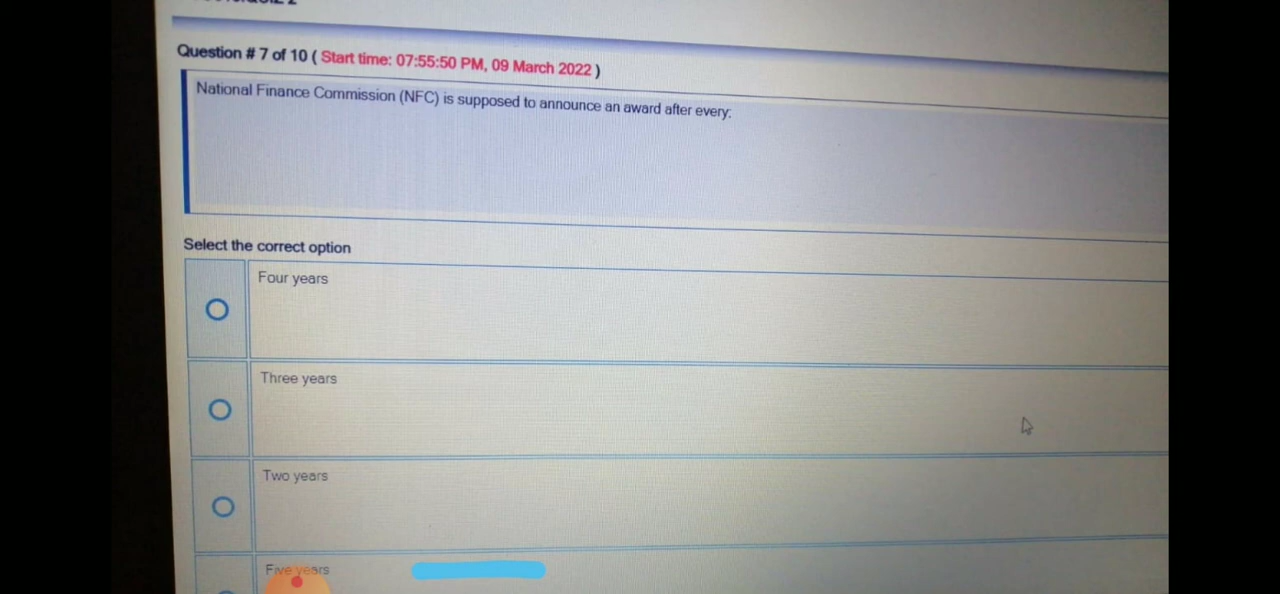 Question # 7 of 10 ( Start time: 07:55:50 PM, 09 March 2022 )
National Finance Commission (NFC) is supposed to announce an award after every:
Select the correct option
Four years
Three years
Two years
Five years